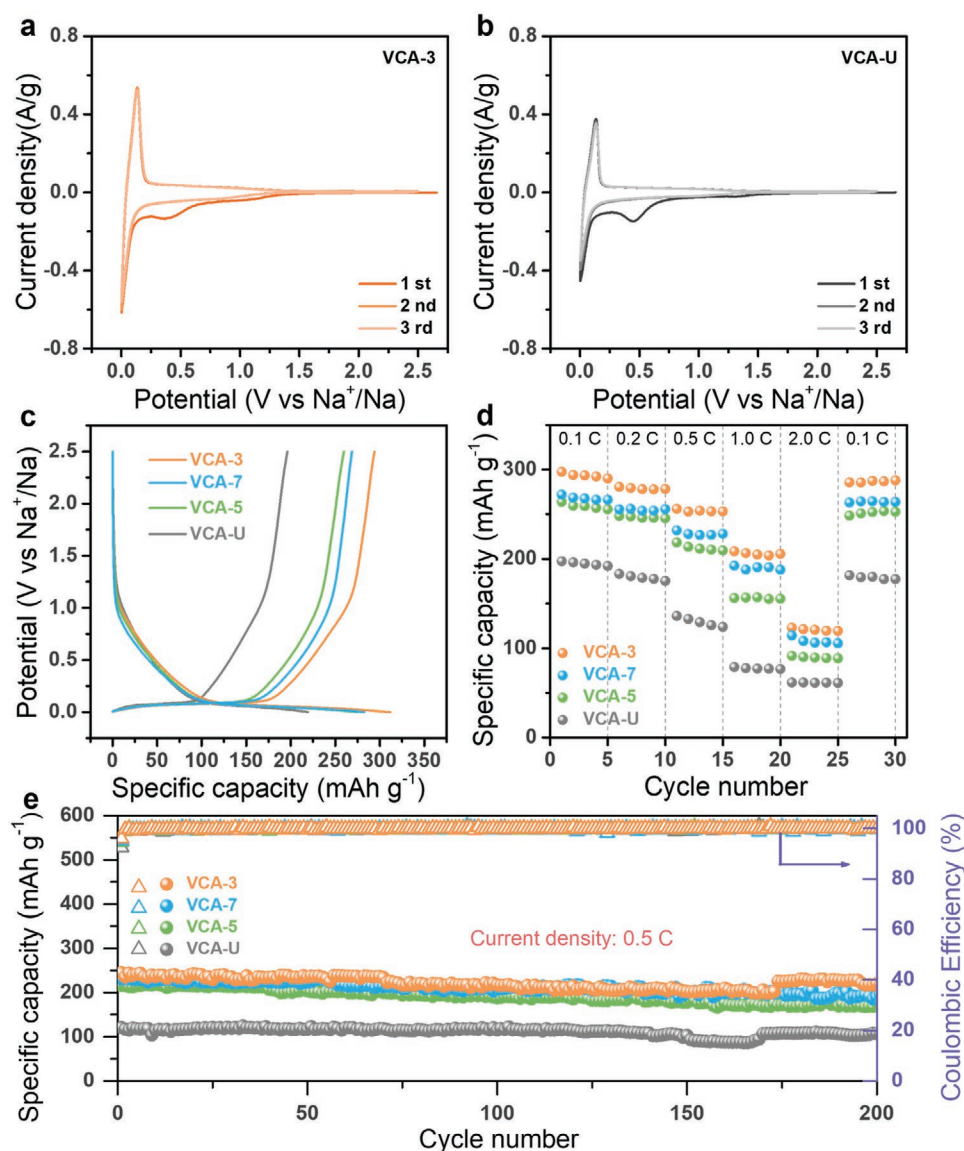 a
VCA-3
Current density(A/g)
0.8
0.4
0.0
-0.4
-0.8
1 st
2 nd
3 rd
0.0 0.5 1.0 1.5 2.0 2.5
Potential (V vs Na⁺/Na)
b
VCA-U
Current density(A/g)
0.8
0.4
0.0
-0.4
-0.8
1 st
2 nd
3 rd
0.0 0.5 1.0 1.5 2.0 2.5
Potential (V vs Na⁺/Na)
c
Potential (V vs Na⁺/Na)
2.5
2.0
1.5
1.0
0.5
0.0
VCA-3
VCA-7
VCA-5
VCA-U
0 50 100 150 200 250 300 350
Specific capacity (mAh g⁻¹)
d
Specific capacity (mAh g⁻¹)
300
200
100
0
0.1 C 0.2 C 0.5 C 1.0 C 2.0 C 0.1 C
VCA-3
VCA-7
VCA-5
VCA-U
0 5 10 15 20 25 30
Cycle number
e
Specific capacity (mAh g⁻¹)
600
550
500
450
400
350
300
250
200
150
100
50
0
VCA-3
VCA-7
VCA-5
VCA-U
Current density: 0.5 C
100
80
60
40
20
0
Coulombic Efficiency (%)
0 50 100 150 200
Cycle number